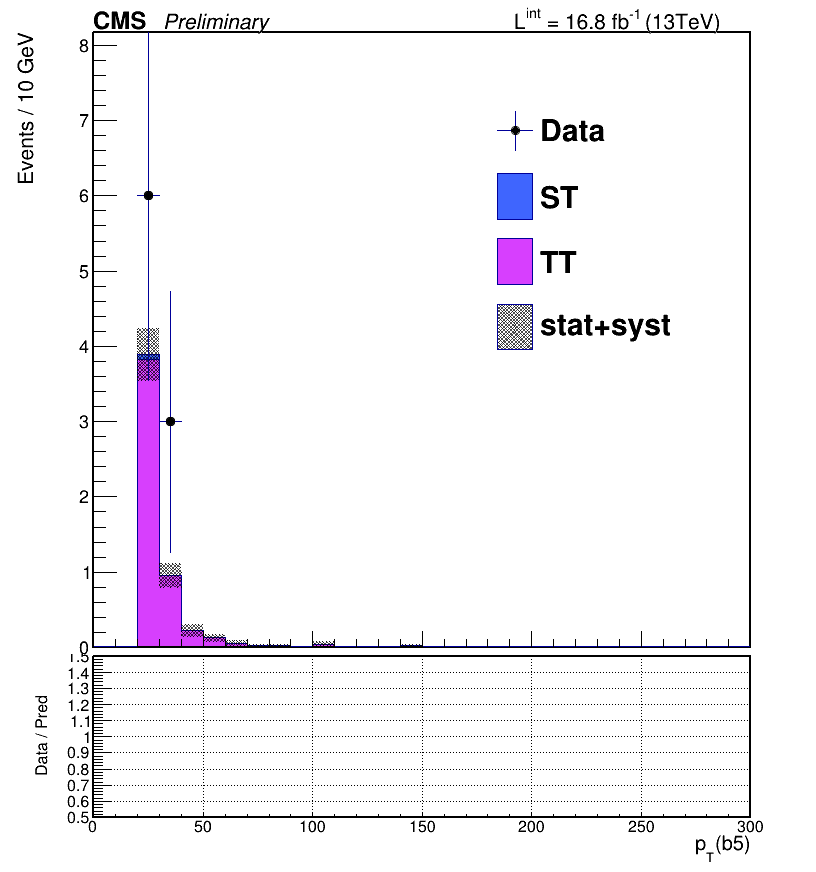 CMS Preliminary L^int = 16.8 fb^-1 (13TeV)
Events / 10 GeV
8
7
6
5
4
3
2
1
0
Data
ST
TT
stat+syst
Data / Pred
1.5
1.4
1.3
1.2
1.1
1
0.9
0.8
0.7
0.6
0.5
0 50 100 150 200 250 300
p_T(b5)